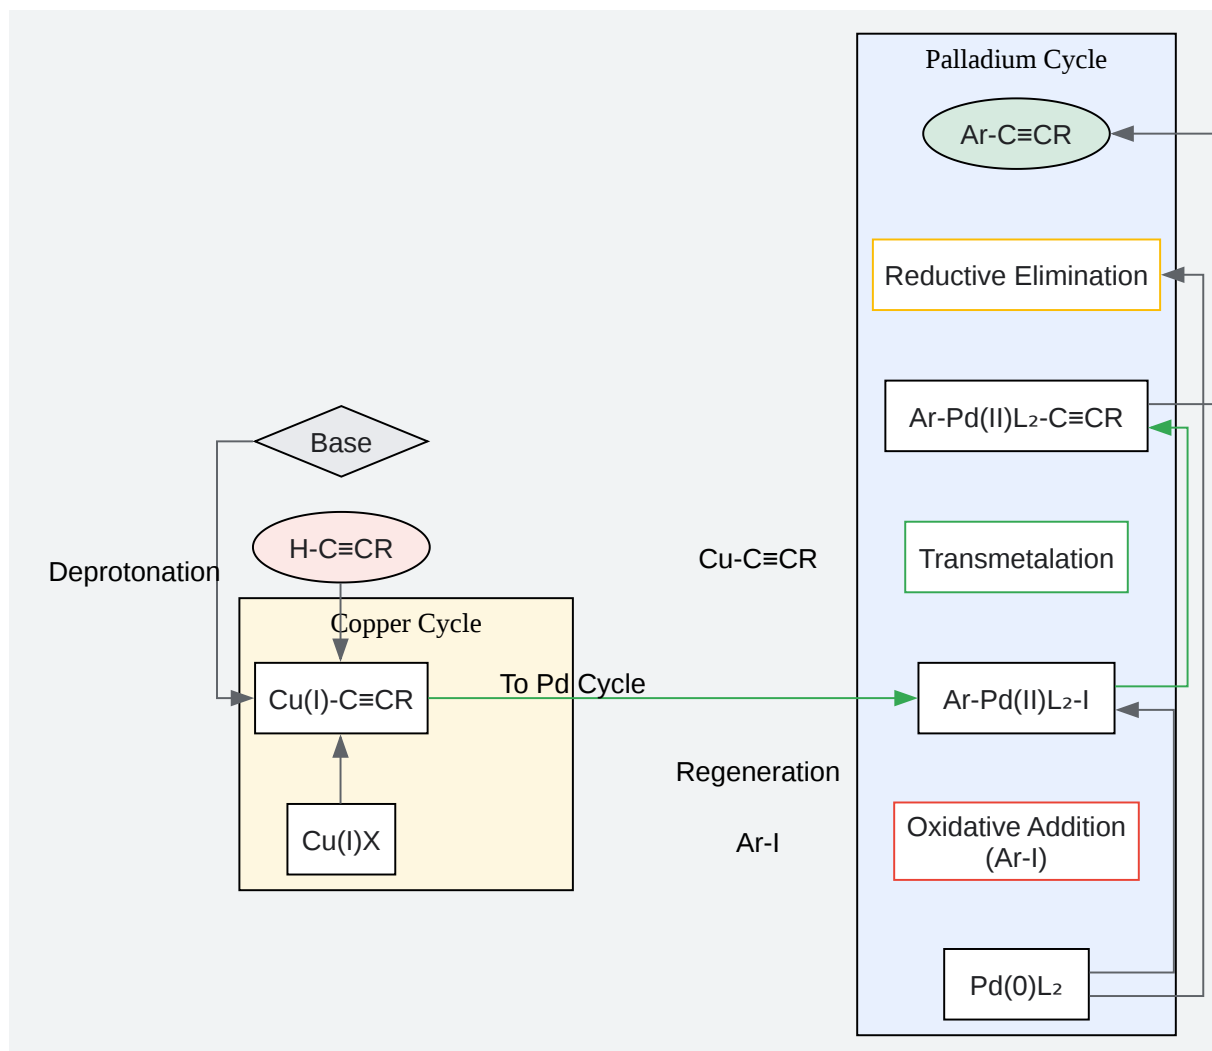 Palladium Cycle
Ar-C≡CR
Reductive Elimination
Ar-Pd(II)L₂-C≡CR
Base
H-C≡CR
Deprotonation
Cu-C≡CR
Transmetalation
Copper Cycle
Cu(I)-C≡CR
To Pd Cycle
Ar-Pd(II)L₂-I
Regeneration
Cu(I)X
Ar-I
Oxidative Addition
(Ar-I)
Pd(0)L₂